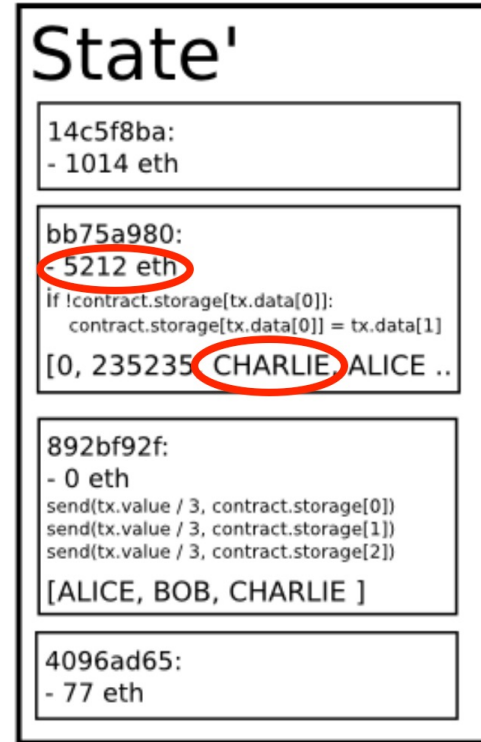 State'
14c5f8ba:
- 1014 eth
bb75a980:
- 5212 eth
if !contract.storage[tx.data[0]]:
contract.storage[tx.data[0]] = tx.data[1]
[0, 235235, CHARLIE, ALICE ..
892bf92f:
- 0 eth
send(tx.value / 3, contract.storage[0])
send(tx.value / 3, contract.storage[1])
send(tx.value / 3, contract.storage[2])
[ALICE, BOB, CHARLIE ]
4096ad65:
- 77 eth